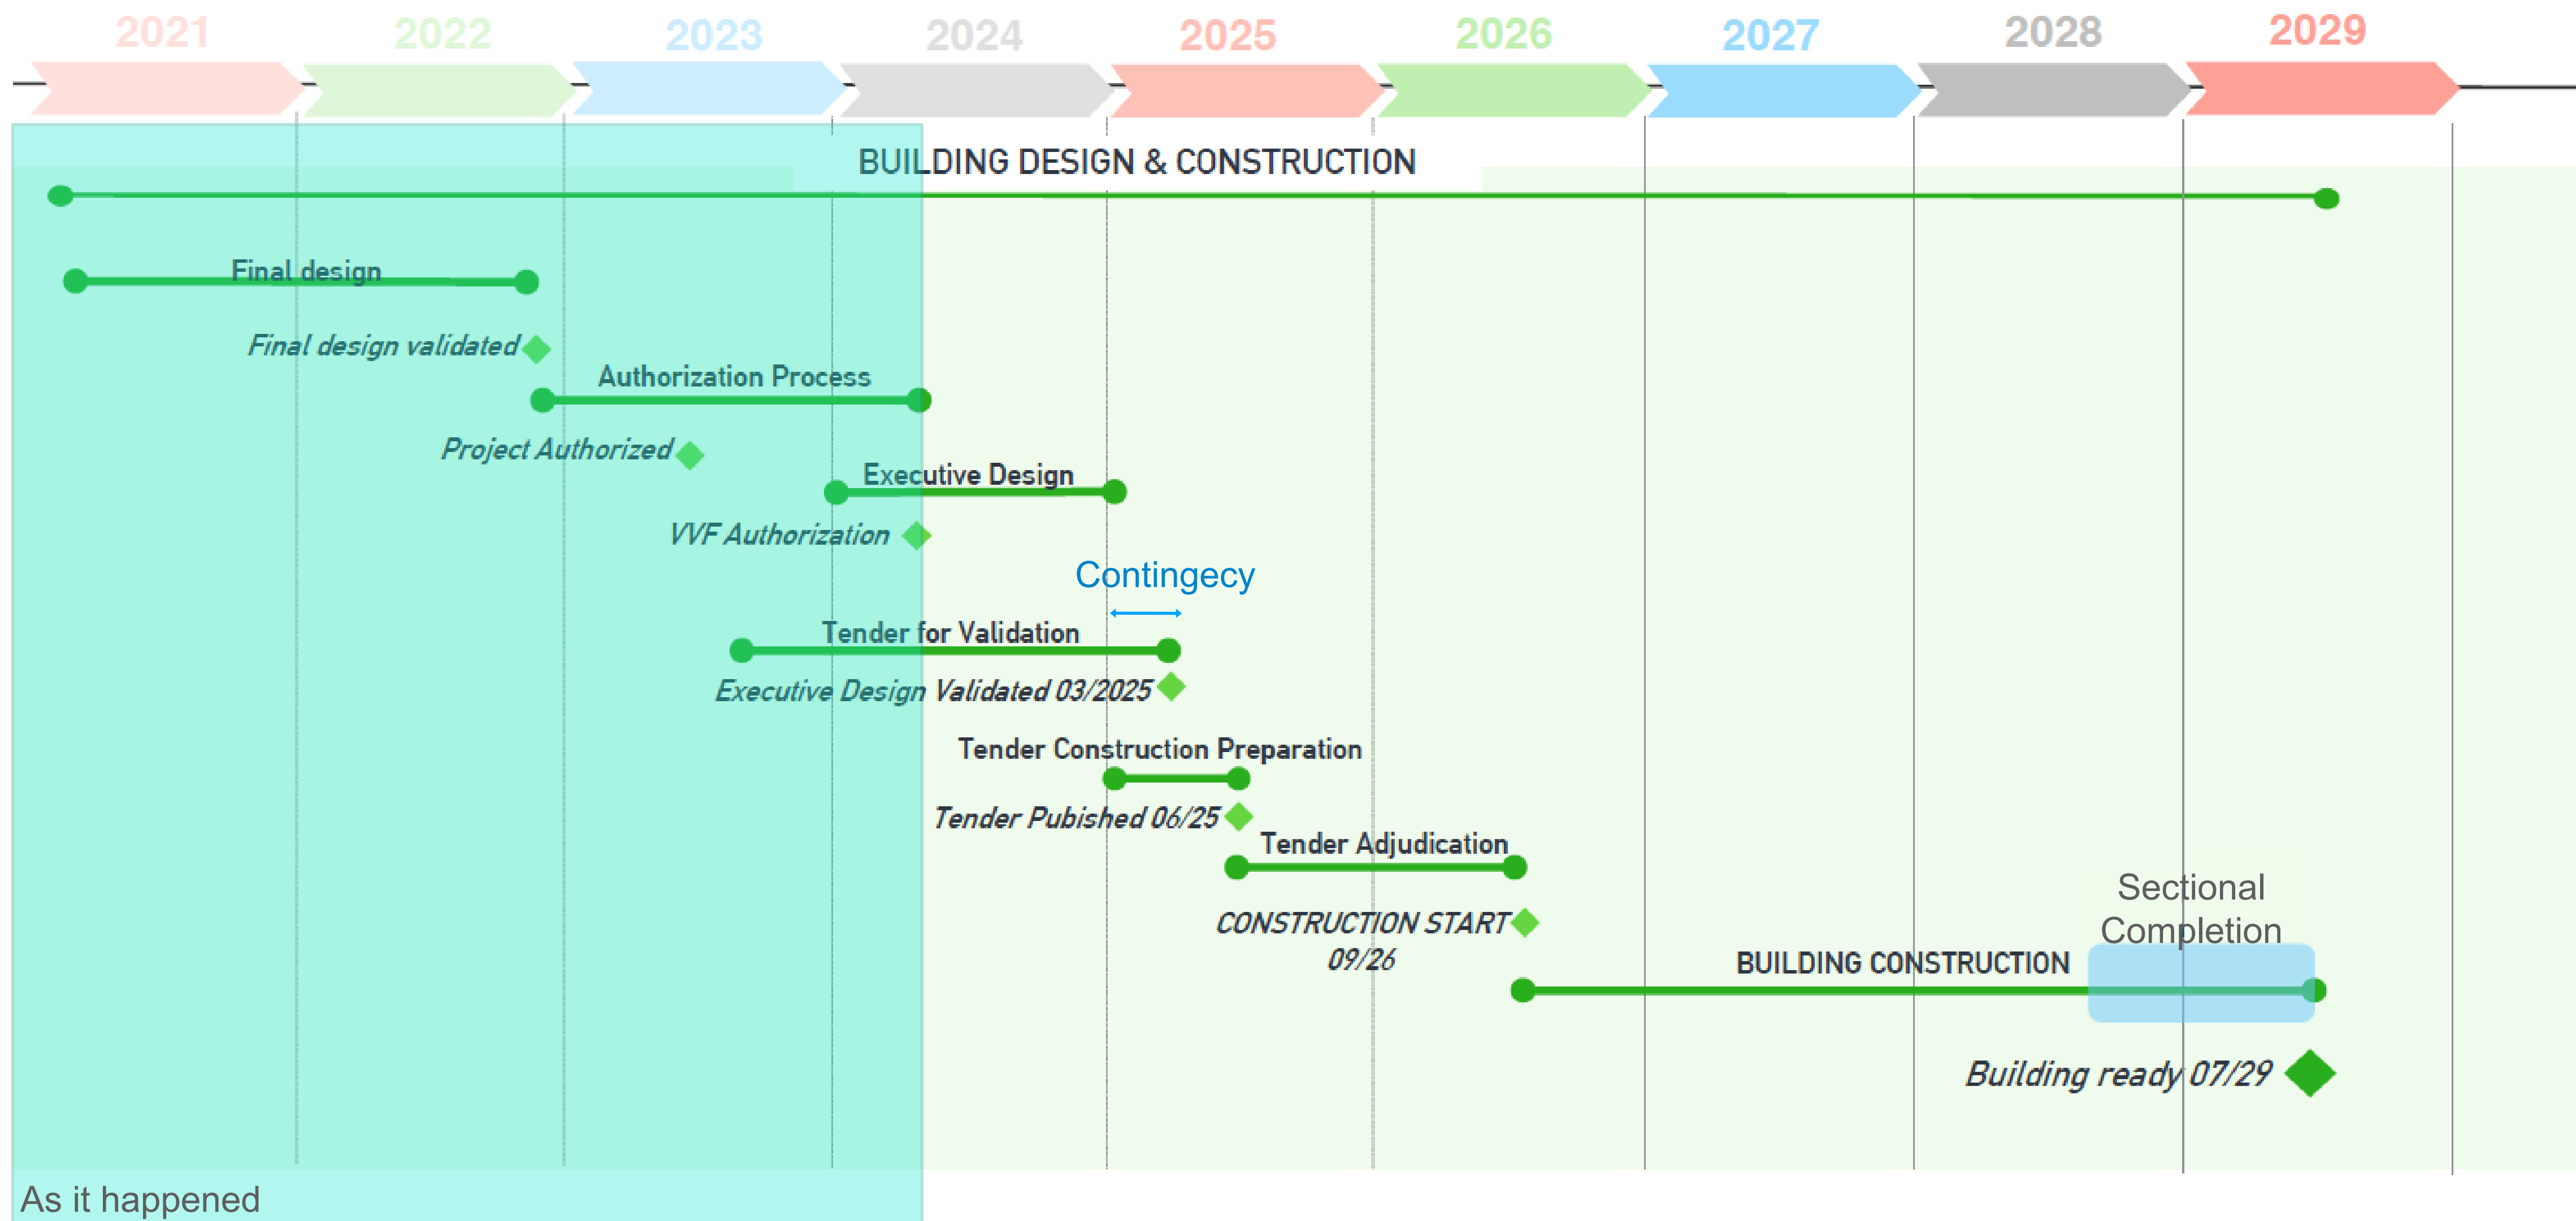 2021 2022 2023 2024 2025 2026 2027 2028 2029
BUILDING DESIGN & CONSTRUCTION
Final design
Final design validated
Authorization Process
Project Authorized
Executive Design
VVF Authorization
Contingecy
Tender for Validation
Executive Design Validated 03/2025
Tender Construction Preparation
Tender Pubished 06/25
Tender Adjudication
CONSTRUCTION START
09/26
Sectional
Completion
BUILDING CONSTRUCTION
Building ready 07/29
As it happened